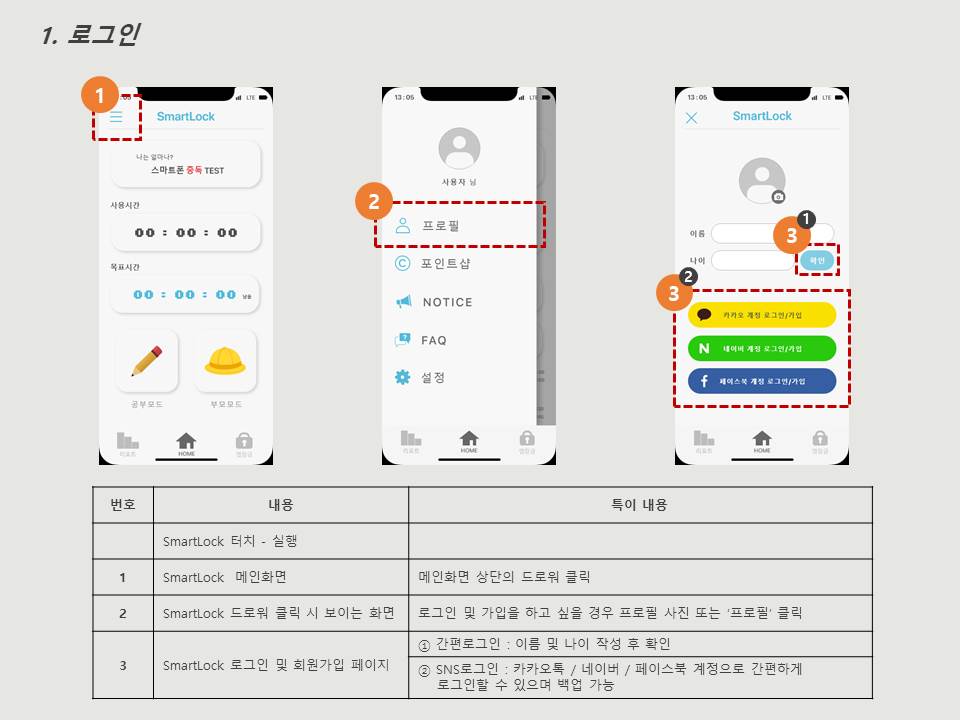 1. 로그인
1
:05
LTE
SmartLock
나는 얼마나?
스마트폰 중독 TEST
사용시간
00 : 00 : 00
목표시간
00 : 00 : 00
공부모드
부모모드
리포트
HOME
앱잠금
13:05
LTE
사용자 님
2
프로필
포인트샵
NOTICE
FAQ
설정
리포트
HOME
앱잠금
13:05
LTE
SmartLock
이름
3
1
나이
확인
3
2
카카오 계정 로그인/가입
N 네이버 계정 로그인/가입
f 페이스북 계정 로그인/가입
리포트
HOME
앱잠금
번호 내용 특이 내용
SmartLock 터치 - 실행
1 SmartLock 메인화면 메인화면 상단의 드로워 클릭
2 SmartLock 드로워 클릭 시 보이는 화면 로그인 및 가입을 하고 싶을 경우 프로필 사진 또는 ‘프로필’ 클릭
3 SmartLock 로그인 및 회원가입 페이지
① 간편로그인 : 이름 및 나이 작성 후 확인
② SNS로그인 : 카카오톡 / 네이버 / 페이스북 계정으로 간편하게
로그인할 수 있으며 백업 가능